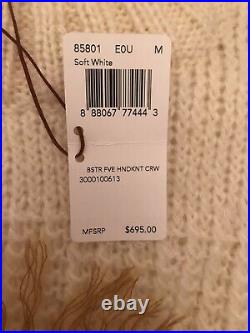 85801 E0U M
Soft White
8 88067 77444 3
BSTR FVE HNDKNT CRW
3000100613
MFSRP $695.00